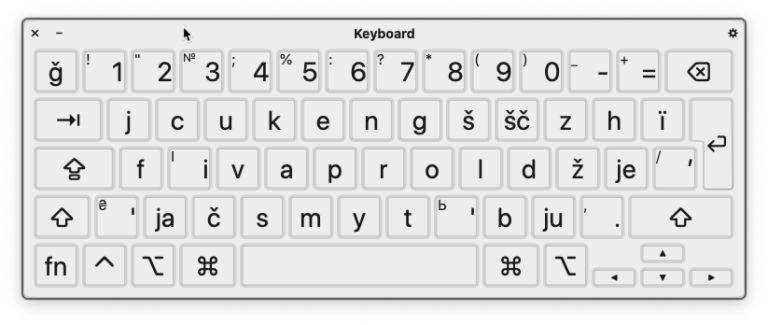 Keyboard
ğ ! 1 " 2 № 3 ; 4 % 5 : 6 ? 7 * 8 ( 9 ) 0 _ - + =
j c u k e n g š šč z h ï
f I i v a p r o l d ž je / ʼ
₴ ' ja č s m y t Ь ' b ju , .
fn